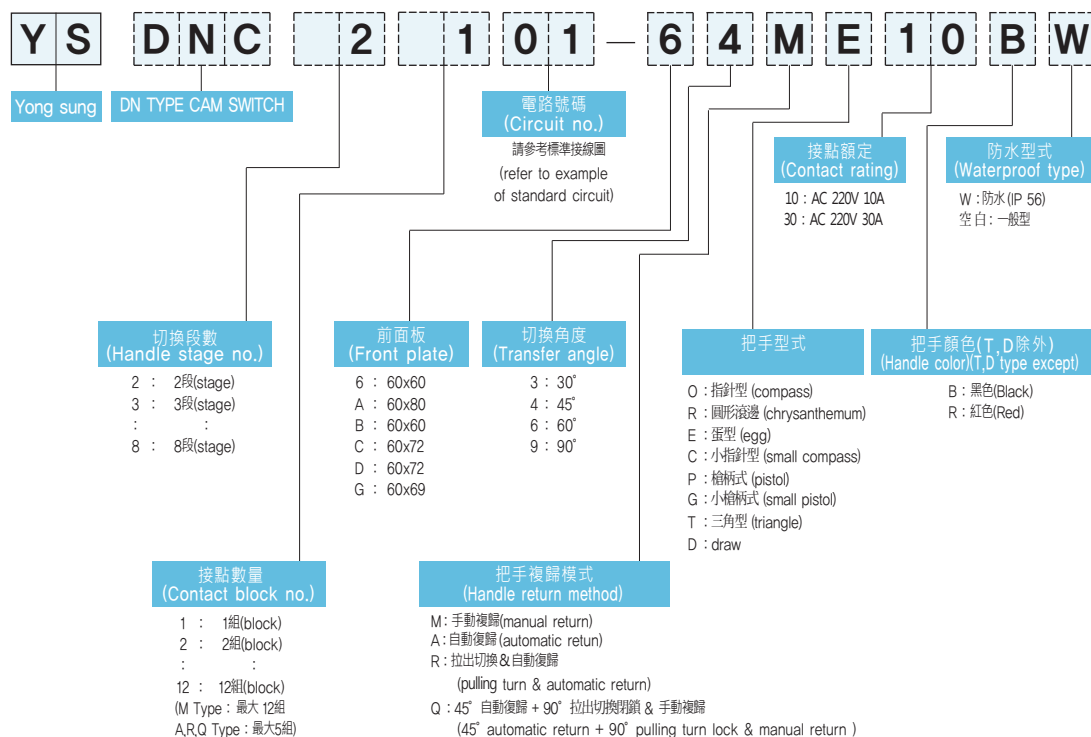 YS DNC 2 101 — 64ME10BW
Yong sung
DN TYPE CAM SWITCH
電路號碼
(Circuit no.)
請參考標準接線圖
(refer to example
of standard circuit)
接點額定
(Contact rating)
10 : AC 220V 10A
30 : AC 220V 30A
防水型式
(Waterproof type)
W : 防水(IP 56)
空 白 : 一般型
切換段數
(Handle stage no.)
2 : 2段(stage)
3 : 3段(stage)
: :
8 : 8段(stage)
前面板
(Front plate)
6 : 60x60
A : 60x80
B : 60x60
C : 60x72
D : 60x72
G : 60x69
切換角度
(Transfer angle)
3 : 30°
4 : 45°
6 : 60°
9 : 90°
把手型式
O : 指針型 (compass)
R : 圓形滾邊 (chrysanthemum)
E : 蛋型 (egg)
C : 小指針型 (small compass)
P : 槍柄式 (pistol)
G : 小槍柄式 (small pistol)
T : 三角型 (triangle)
D : draw
把手顏色(T,D除外)
(Handle color)(T,D type except)
B : 黑色(Black)
R : 紅色(Red)
接點數量
(Contact block no.)
1 : 1組(block)
2 : 2組(block)
: :
12 : 12組(block)
(M Type : 最大 12組
A,R,Q Type : 最大5組)
把手複歸模式
(Handle return method)
M : 手動複歸(manual return)
A : 自動復歸(automatic retun)
R : 拉出切換&自動復歸
(pulling turn & automatic return)
Q : 45° 自動復歸 + 90° 拉出切換閉鎖 & 手動複歸
(45° automatic return + 90° pulling turn lock & manual return )